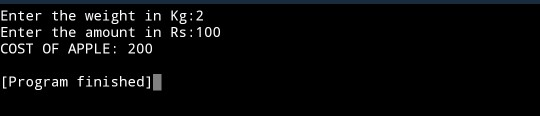 Enter the weight in Kg:2
Enter the amount in Rs:100
COST OF APPLE: 200
[Program finished]